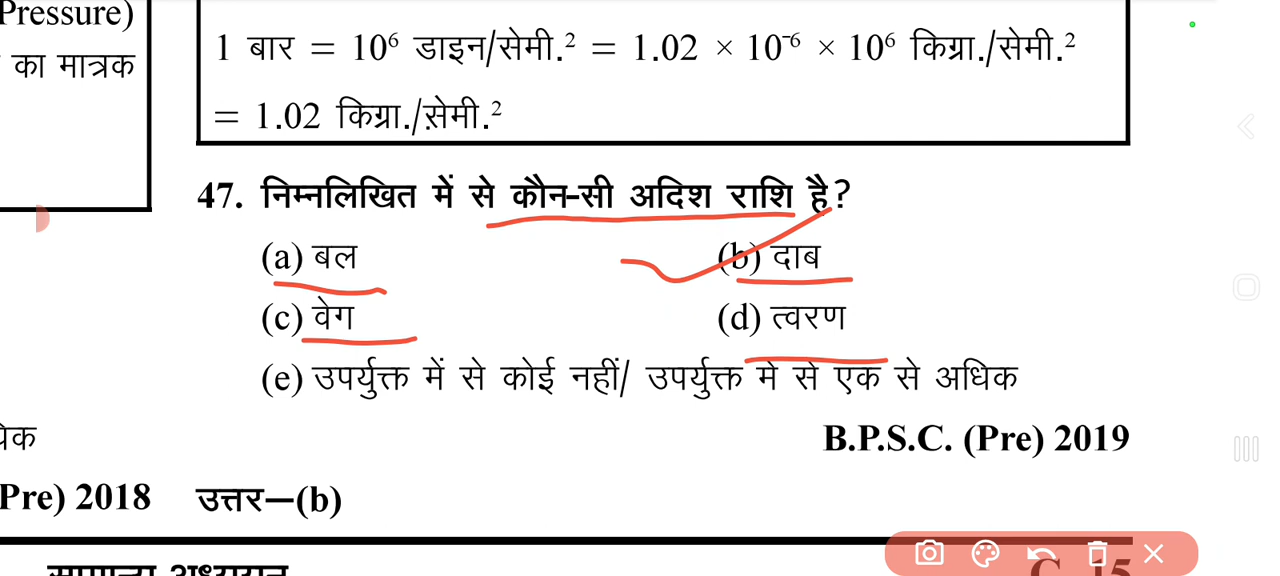 Pressure)
का मात्रक
1 बार = 10⁶ डाइन/सेमी.² = 1.02 × 10⁻⁶ × 10⁶ किग्रा./सेमी.²
= 1.02 किग्रा./सेमी.²
47. निम्नलिखित में से कौन-सी अदिश राशि है?
(a) बल (b) दाब
(c) वेग (d) त्वरण
(e) उपर्युक्त में से कोई नहीं/ उपर्युक्त में से एक से अधिक
B.P.S.C. (Pre) 2019
Pre) 2018
उत्तर–(b)